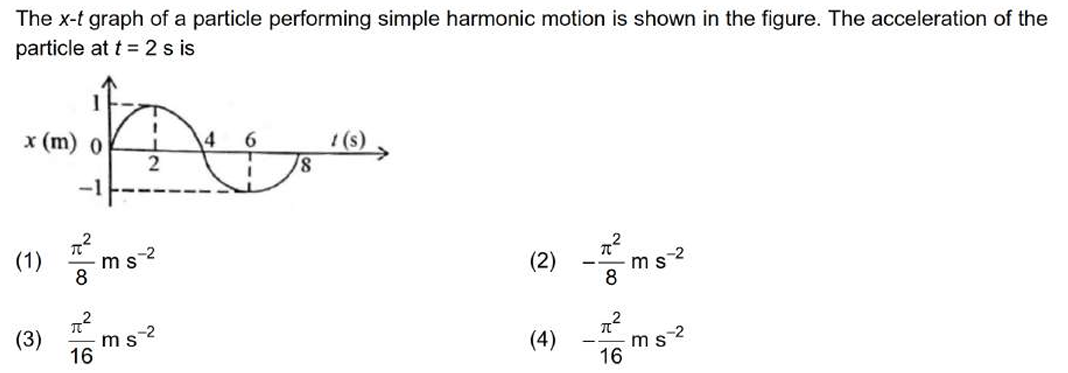 The x-t graph of a particle performing simple harmonic motion is shown in the figure. The acceleration of the
particle at t = 2 s is
1
x (m) 0 2 4 6 8 t (s)
–1
(1) π²/8 m s⁻² (2) –π²/8 m s⁻²
(3) π²/16 m s⁻² (4) –π²/16 m s⁻²